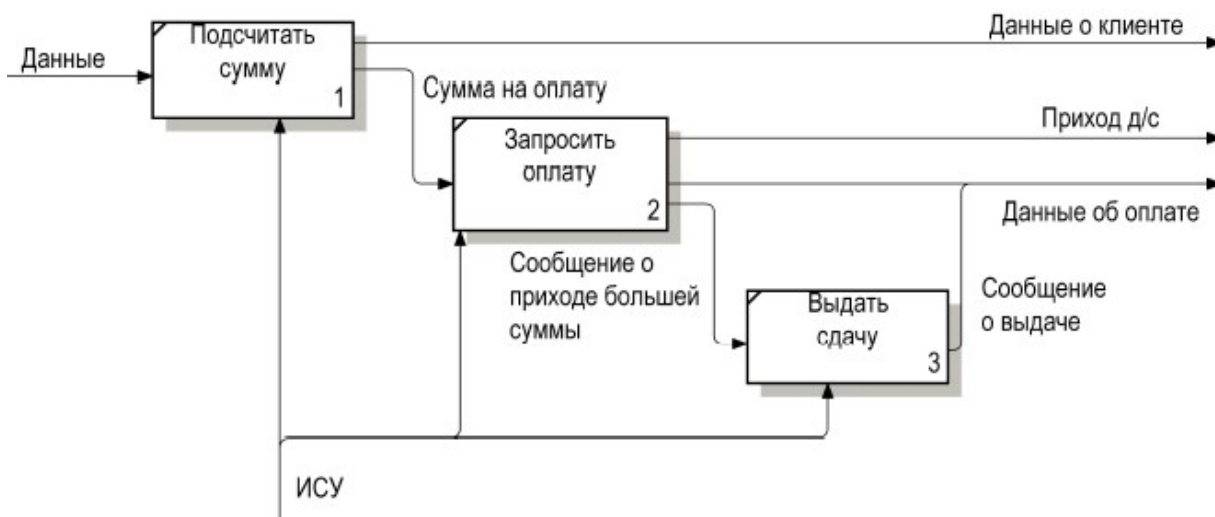 Подсчитать
сумму
1
Данные
Данные о клиенте
Сумма на оплату
Запросить
оплату
2
Приход д/с
Данные об оплате
Сообщение о
приходе большей
суммы
Выдать
сдачу
3
Сообщение
о выдаче
ИСУ